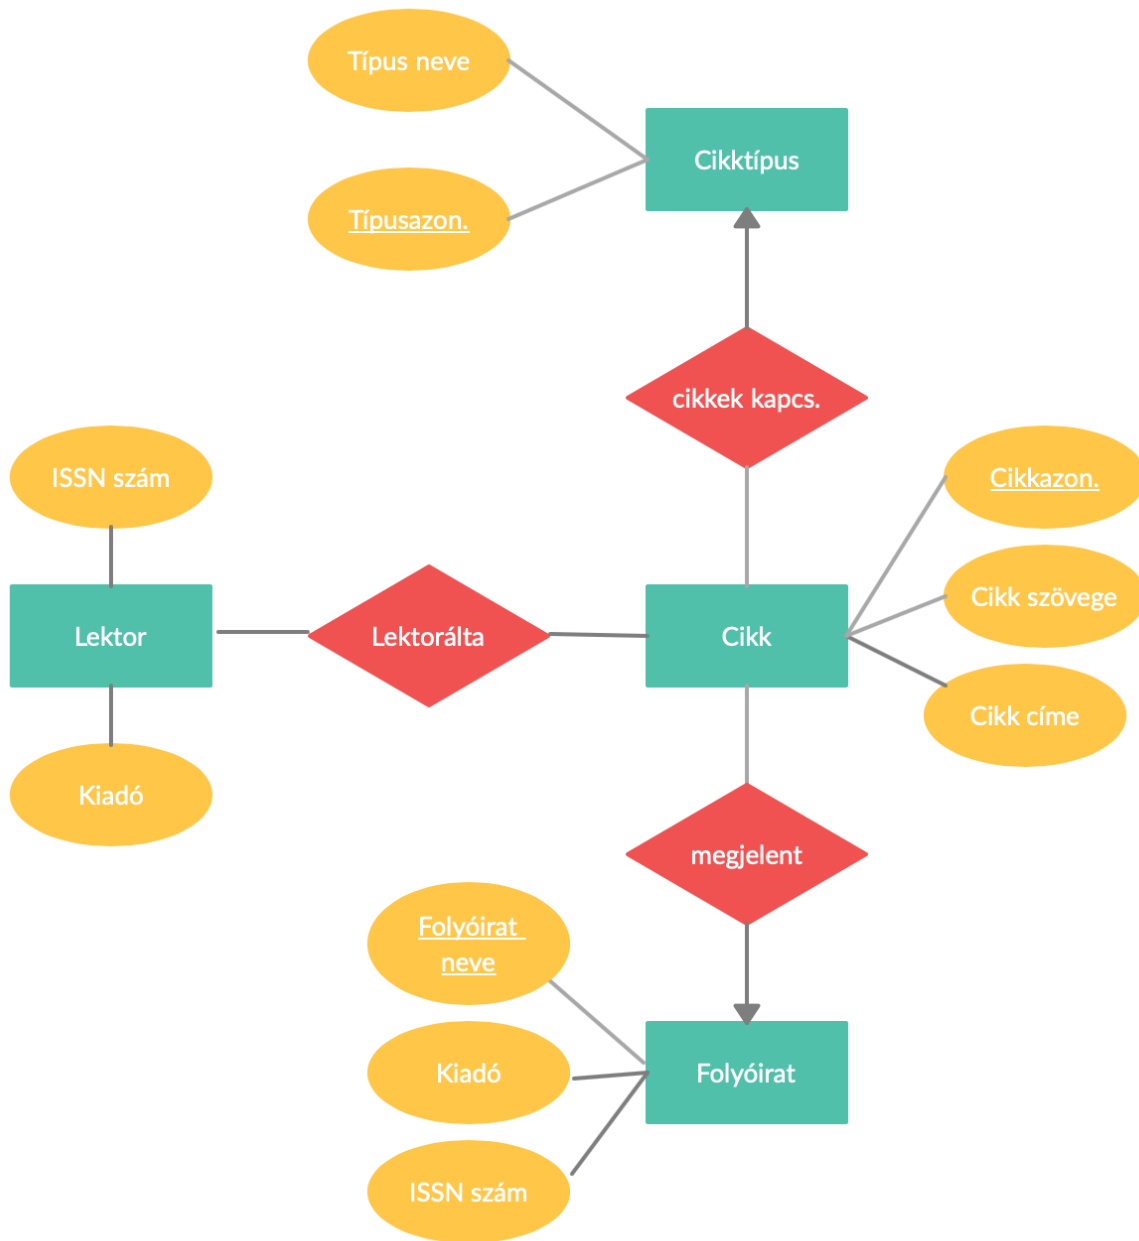 Típus neve
Cikktípus
Típusazon.
cikkek kapcs.
ISSN szám
Cikkazon.
Cikk szövege
Lektor
Lektorálta
Cikk
Cikk címe
Kiadó
megjelent
Folyóirat
neve
Kiadó
Folyóirat
ISSN szám